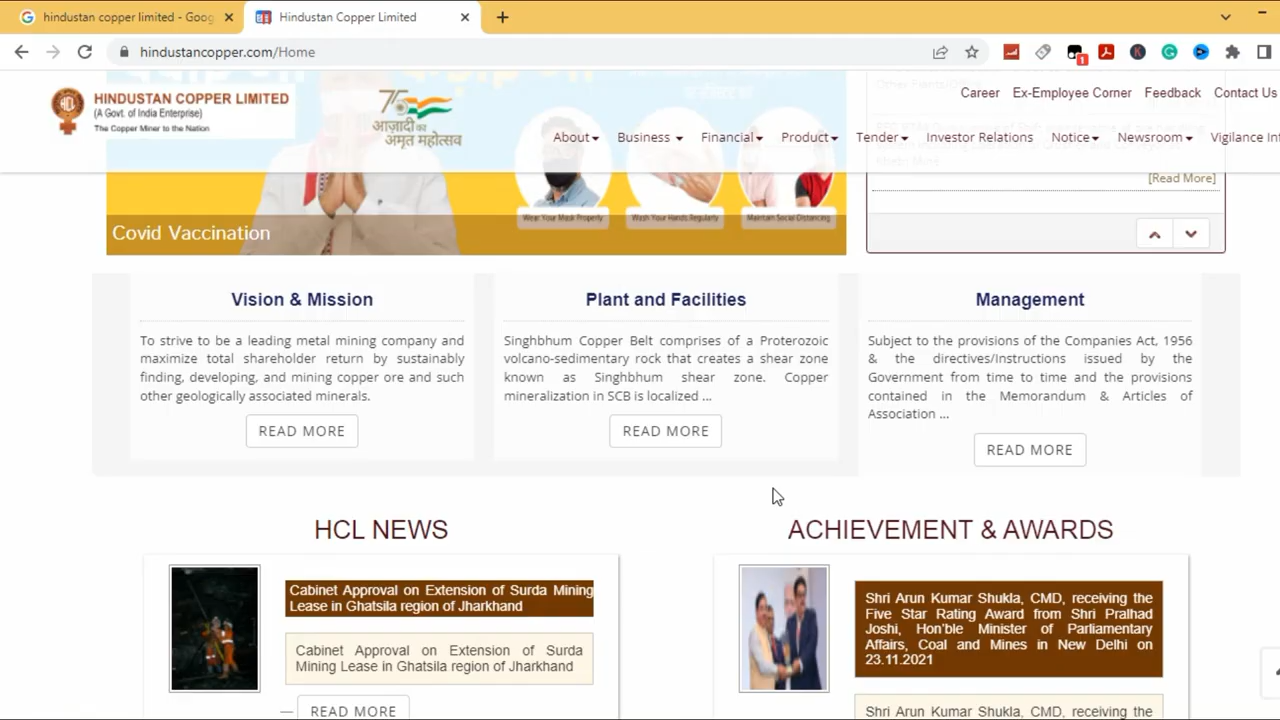 hindustan copper limited - Goog
Hindustan Copper Limited
hindustancopper.com/Home
1
HINDUSTAN COPPER LIMITED
(A Govt. of India Enterprise)
The Copper Miner to the Nation
75
आज़ादी का
अमृत महोत्सव
Career Ex-Employee Corner Feedback Contact Us
About Business Financial Product Tender Investor Relations Notice Newsroom Vigilance In
[Read More]
Wear Your Mask Properly
Wash Your Hands Regularly
Maintain Social Distancing
Covid Vaccination
Vision & Mission
To strive to be a leading metal mining company and
maximize total shareholder return by sustainably
finding, developing, and mining copper ore and such
other geologically associated minerals.
READ MORE
Plant and Facilities
Singhbhum Copper Belt comprises of a Proterozoic
volcano-sedimentary rock that creates a shear zone
known as Singhbhum shear zone. Copper
mineralization in SCB is localized ...
READ MORE
Management
Subject to the provisions of the Companies Act, 1956
& the directives/Instructions issued by the
Government from time to time and the provisions
contained in the Memorandum & Articles of
Association ...
READ MORE
HCL NEWS
Cabinet Approval on Extension of Surda Mining
Lease in Ghatsila region of Jharkhand
Cabinet Approval on Extension of Surda
Mining Lease in Ghatsila region of Jharkhand
— READ MORE
ACHIEVEMENT & AWARDS
Shri Arun Kumar Shukla, CMD, receiving the
Five Star Rating Award from Shri Pralhad
Joshi, Hon'ble Minister of Parliamentary
Affairs, Coal and Mines in New Delhi on
23.11.2021
Shri Arun Kumar Shukla, CMD, receiving the